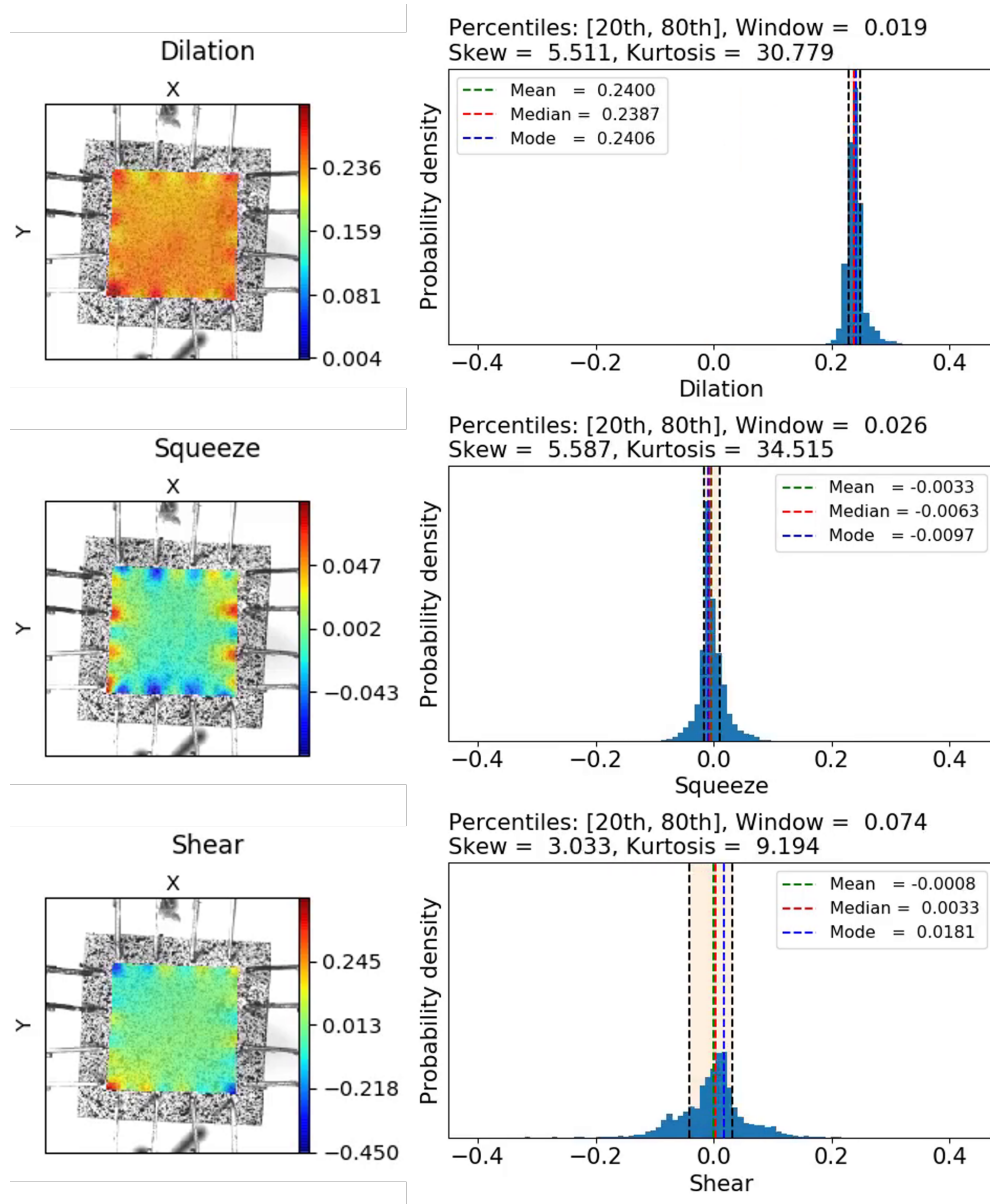 Dilation
X
Y
0.236
0.159
0.081
0.004
Percentiles: [20th, 80th], Window = 0.019
Skew = 5.511, Kurtosis = 30.779
Mean = 0.2400
Median = 0.2387
Mode = 0.2406
Probability density
−0.4 −0.2 0.0 0.2 0.4
Dilation
Squeeze
X
Y
0.047
0.002
−0.043
Percentiles: [20th, 80th], Window = 0.026
Skew = 5.587, Kurtosis = 34.515
Mean = -0.0033
Median = -0.0063
Mode = -0.0097
Probability density
−0.4 −0.2 0.0 0.2 0.4
Squeeze
Shear
X
Y
0.245
0.013
−0.218
−0.450
Percentiles: [20th, 80th], Window = 0.074
Skew = 3.033, Kurtosis = 9.194
Mean = -0.0008
Median = 0.0033
Mode = 0.0181
Probability density
−0.4 −0.2 0.0 0.2 0.4
Shear